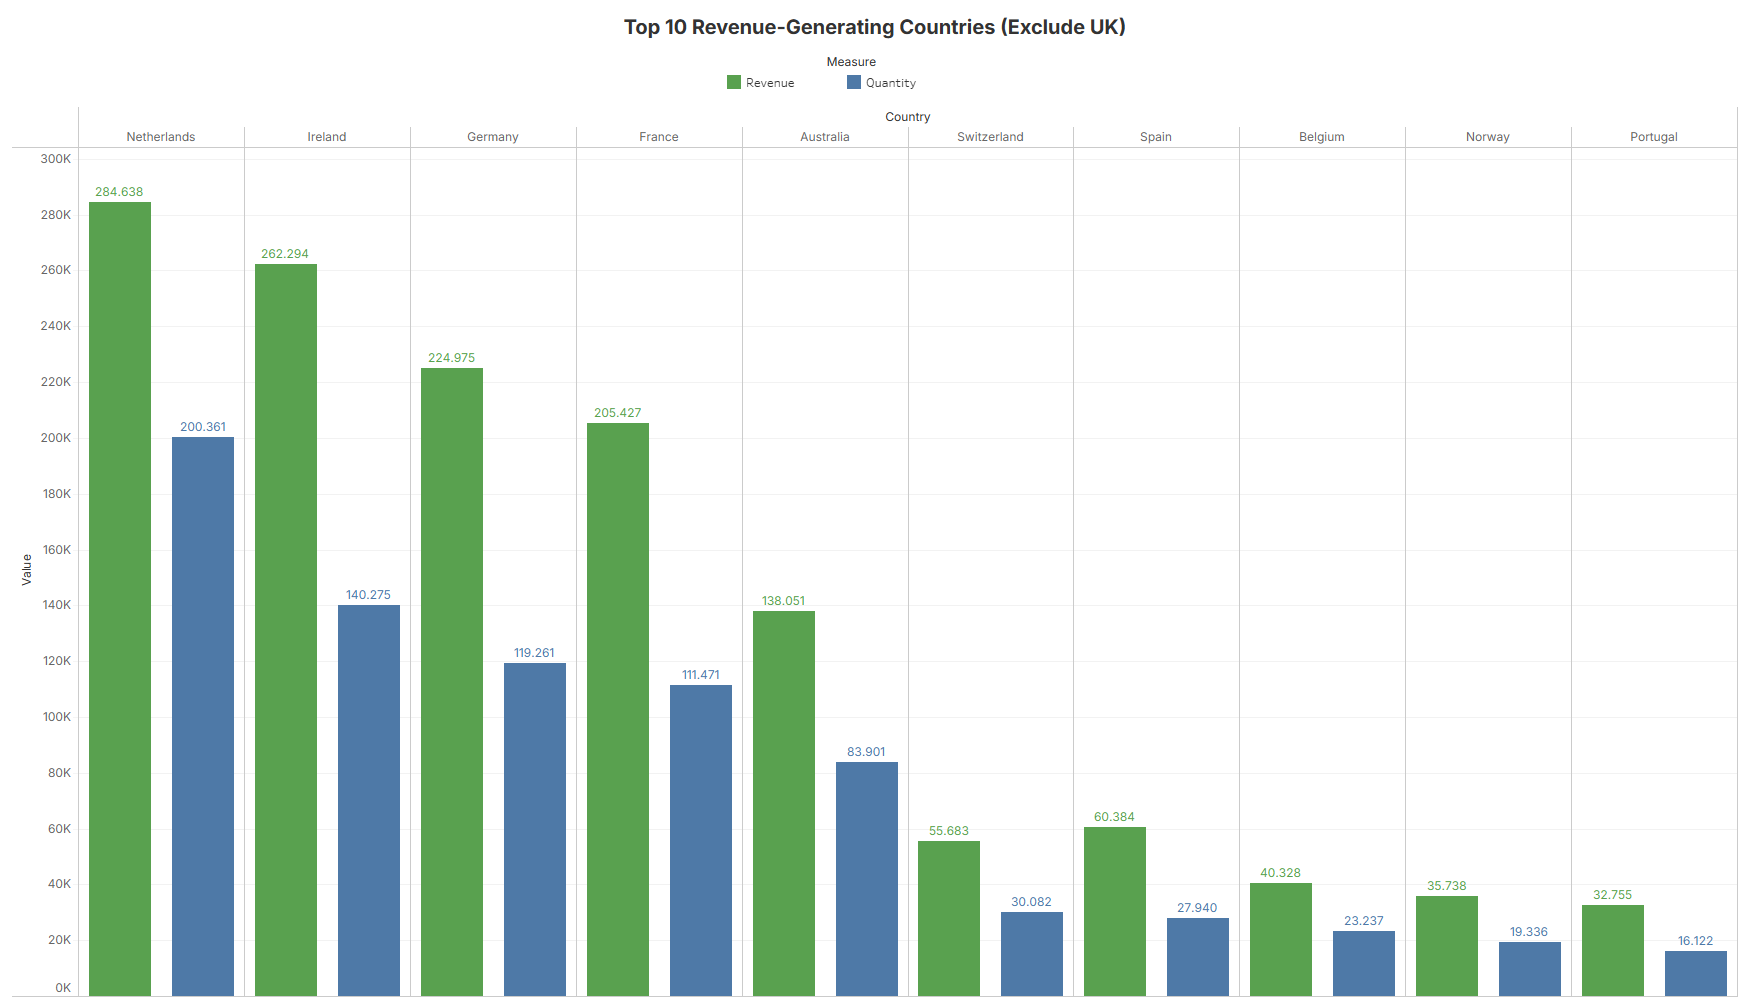 Top 10 Revenue-Generating Countries (Exclude UK)
Measure
Revenue Quantity
Country
Netherlands Ireland Germany France Australia Switzerland Spain Belgium Norway Portugal
300K
284.638
280K
262.294
260K
240K
224.975
220K
205.427
200.361
200K
180K
160K
Value
140.275
140K
138.051
119.261
120K
111.471
100K
83.901
80K
60.384
60K
55.683
40.328
40K
35.738
32.755
30.082
27.940
23.237
20K
19.336
16.122
0K